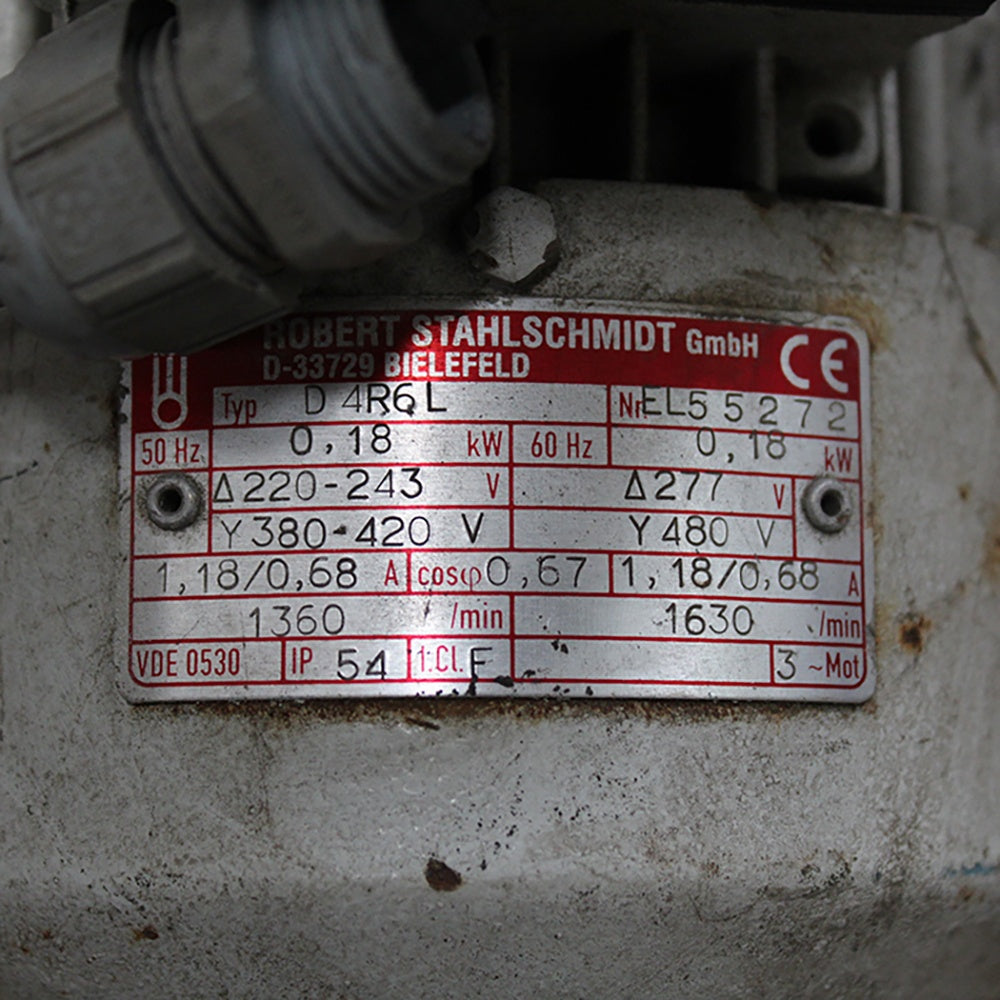 ROBERT STAHLSCHMIDT GmbH
D-33729 BIELEFELD CE
Typ D 4R6L Nr EL55272
50 Hz 0,18 kW 60 Hz 0,18 kW
Δ220-243 V Δ277 V
Y380-420 V Y480 V
1,18/0,68 A cosφ 0,67 1,18/0,68 A
1360 /min 1630 /min
VDE 0530 IP 54 I.Cl. F 3 ~Mot